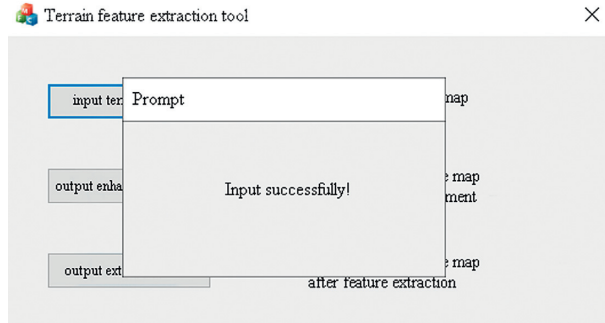 Terrain feature extraction tool
input ter
Prompt
map
output enha
Input successfully!
map
ment
output ext
map
after feature extraction